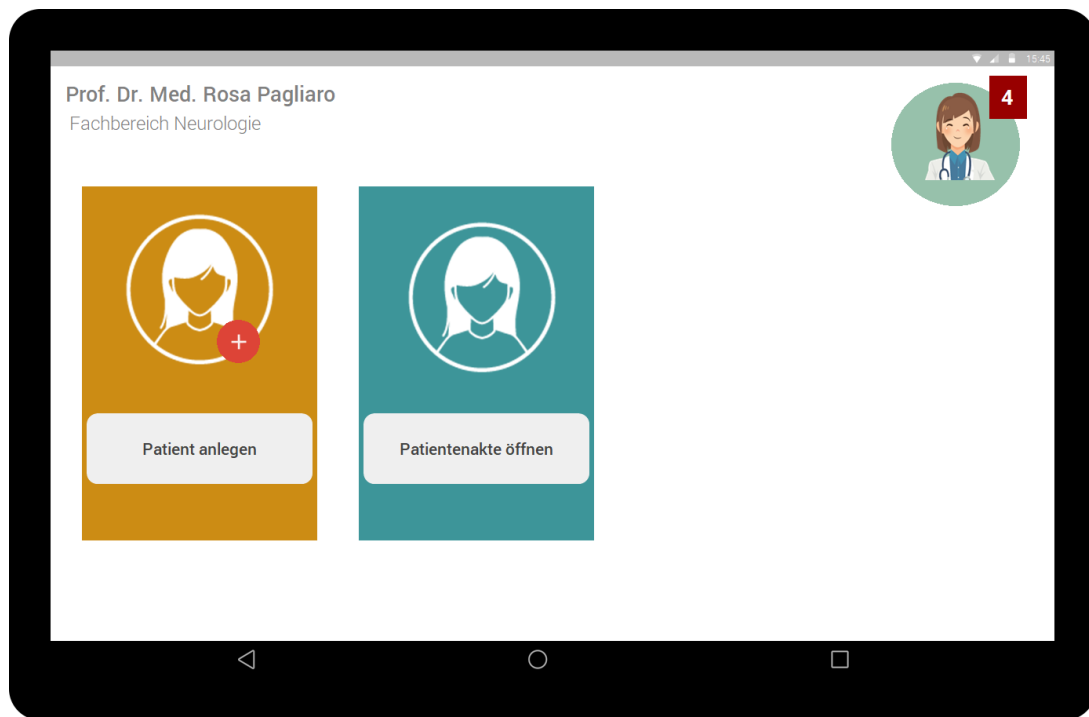 15:45
Prof. Dr. Med. Rosa Pagliaro
4
Fachbereich Neurologie
+
Patient anlegen
Patientenakte öffnen